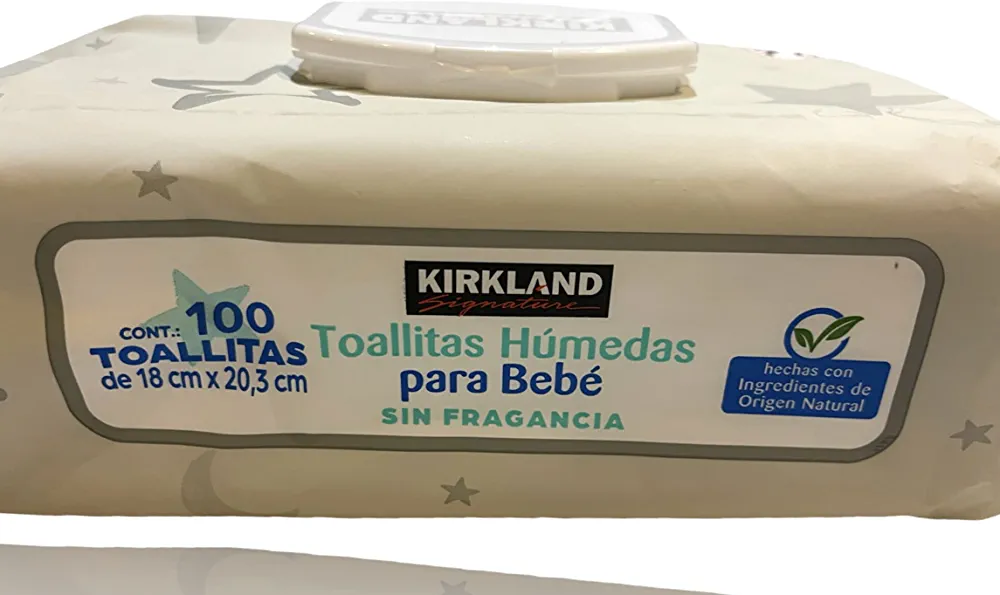 KIRKLAND
KIRKLAND
Signature
CONT.: 100
TOALLITAS
de 18 cm x 20,3 cm
Toallitas Húmedas
para Bebé
SIN FRAGANCIA
hechas con
Ingredientes de
Origen Natural